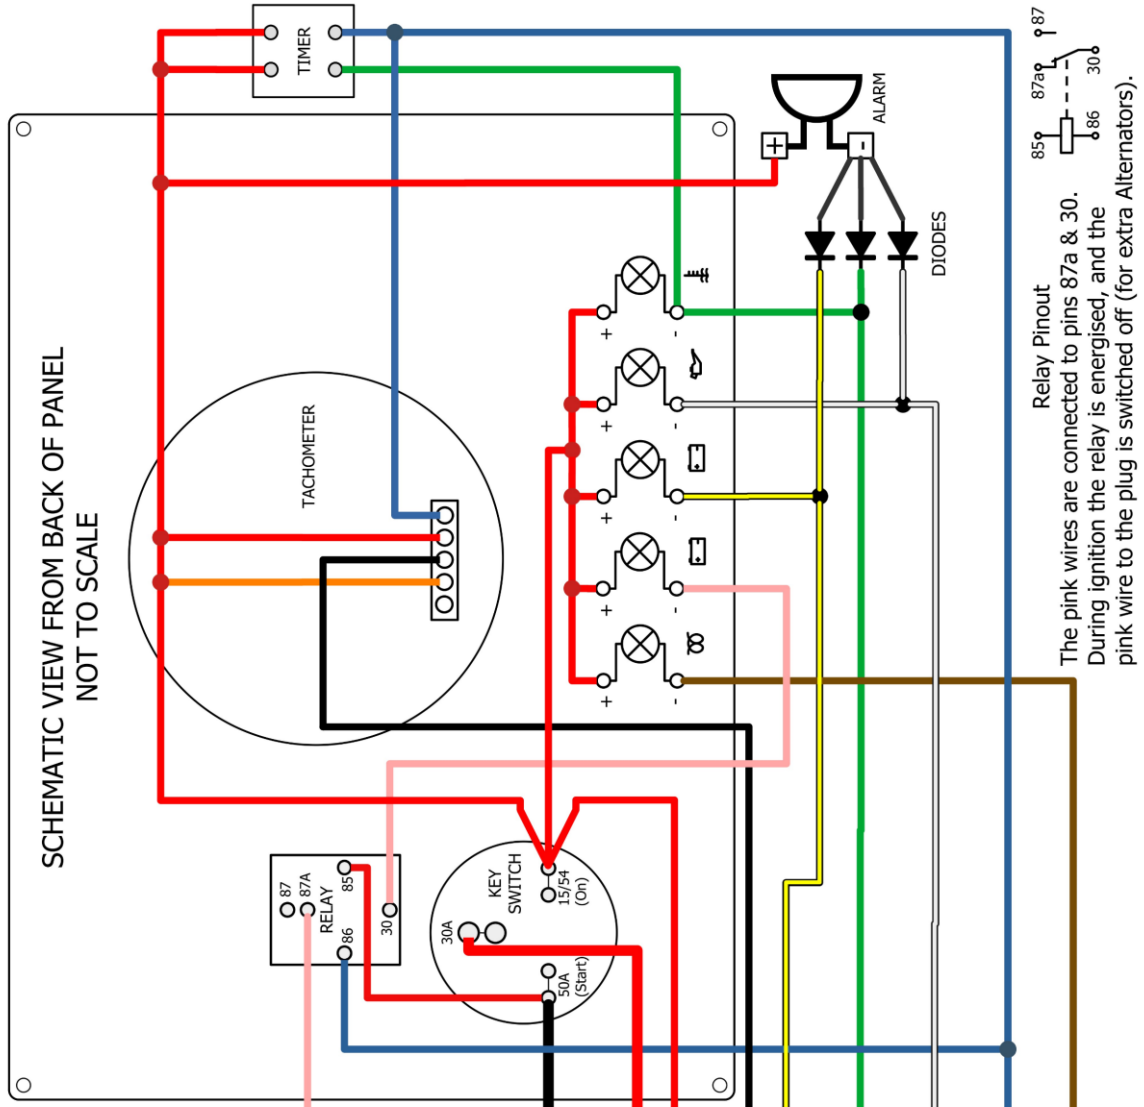 SCHEMATIC VIEW FROM BACK OF PANEL
NOT TO SCALE
TIMER
TACHOMETER
ALARM
+
-
DIODES
+
-
+
-
+
-
+
-
+
-
RELAY
87
87A
85
86
30
KEY
SWITCH
30A
15/54
(On)
50A
(Start)
87
87a
30
85
86
Relay Pinout
The pink wires are connected to pins 87a & 30.
During ignition the relay is energised, and the
pink wire to the plug is switched off (for extra Alternators).